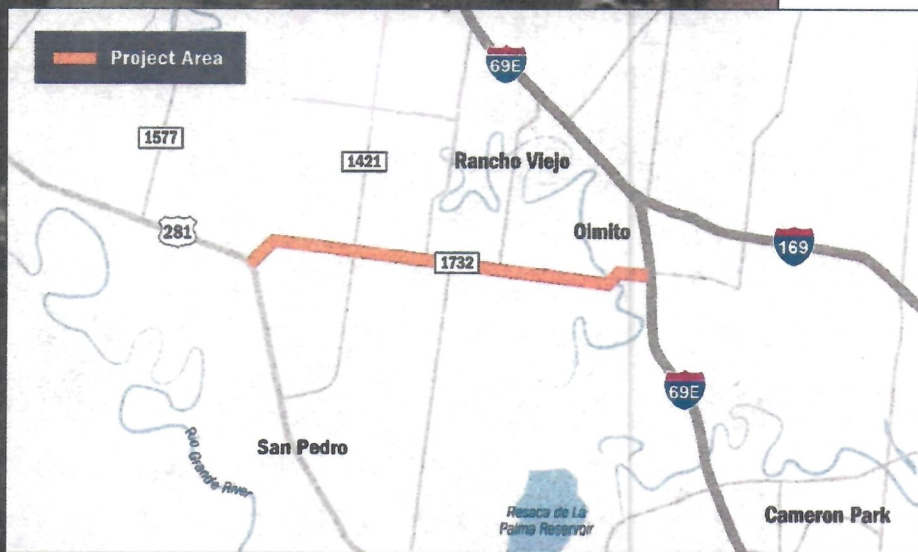 Project Area
69E
1577
1421
Rancho Viejo
281
Olmito
1732
169
69E
San Pedro
Rio Grande River
Resaca de La
Palma Reservoir
Cameron Park